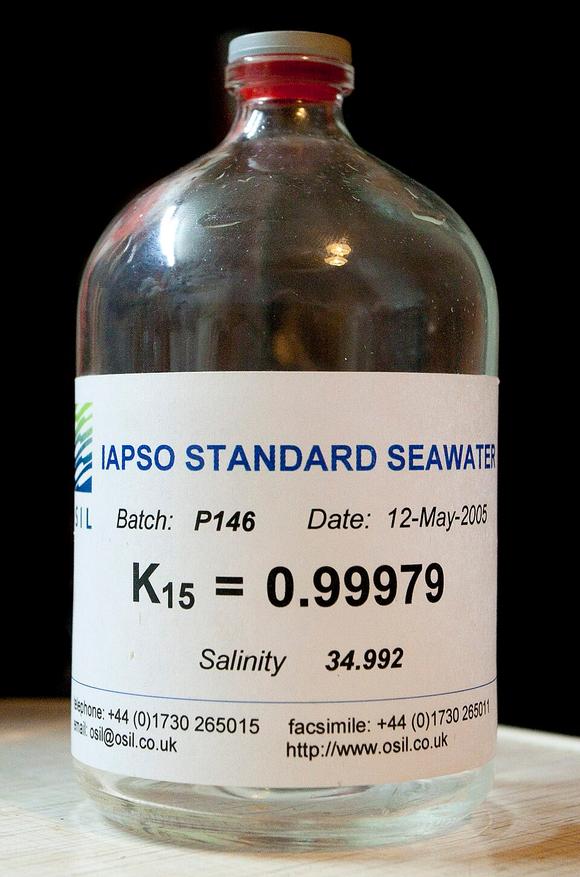 IAPSO STANDARD SEAWATER
SIL
Batch: P146 Date: 12-May-2005
K15 = 0.99979
Salinity 34.992
elephone: +44 (0)1730 265015 facsimile: +44 (0)1730 265011
email: osil@osil.co.uk http://www.osil.co.uk